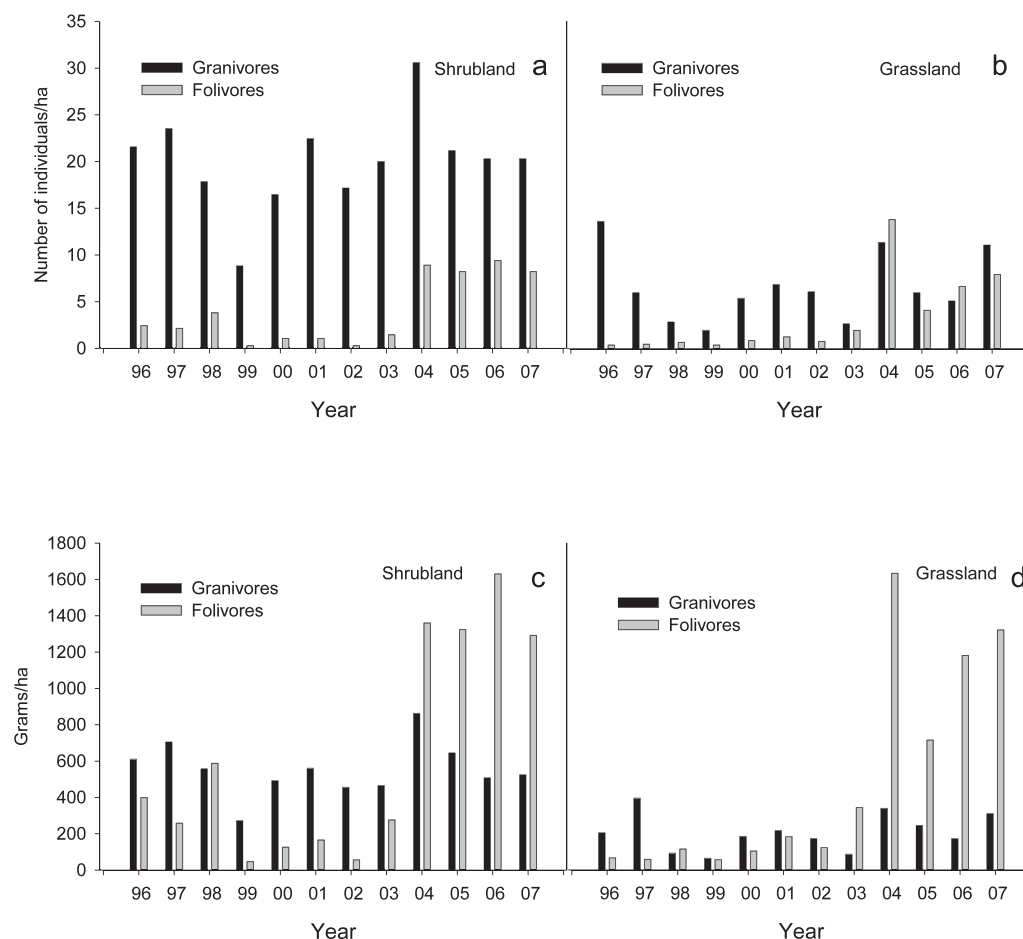 35
30
25
20
15
10
5
0
Number of individuals/ha
Granivores
Folivores
Shrubland
a
96 97 98 99 00 01 02 03 04 05 06 07
Year
Granivores
Folivores
Grassland
b
96 97 98 99 00 01 02 03 04 05 06 07
Year
1800
1600
1400
1200
1000
800
600
400
200
0
Grams/ha
Granivores
Folivores
Shrubland
c
96 97 98 99 00 01 02 03 04 05 06 07
Year
Granivores
Folivores
Grassland
d
96 97 98 99 00 01 02 03 04 05 06 07
Year